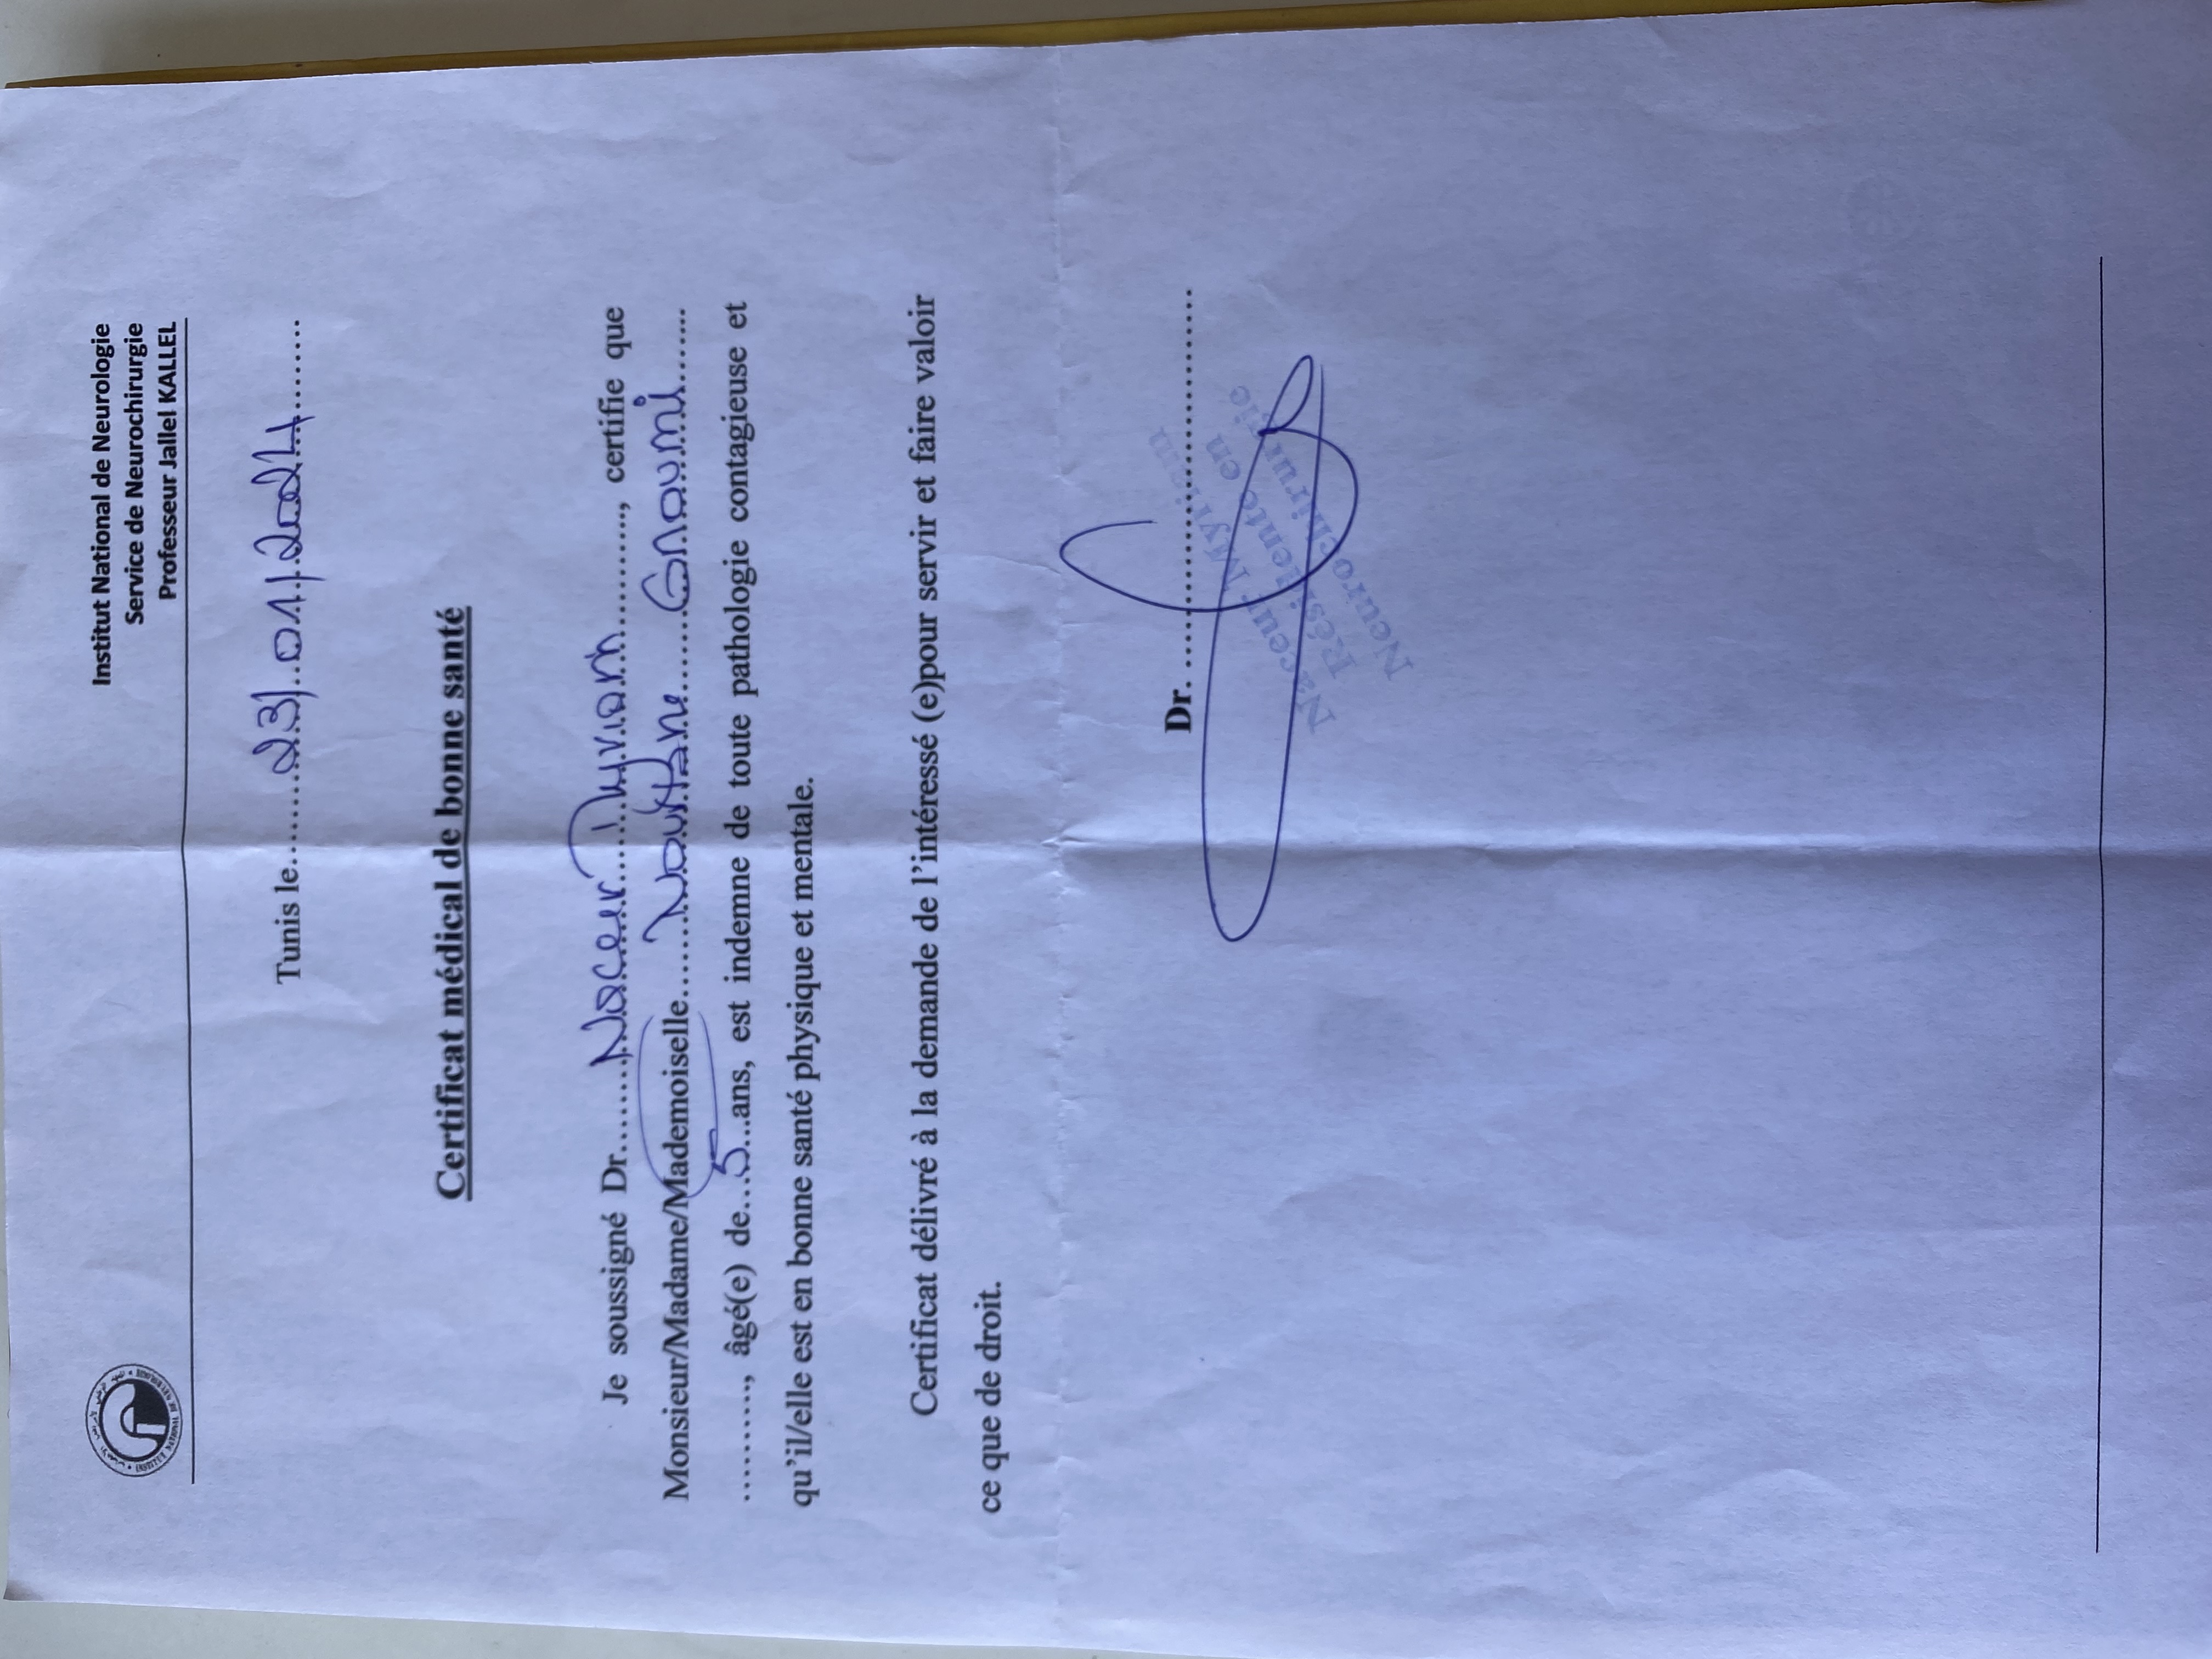 Institut National de Neurologie
Service de Neurochirurgie
Professeur Jallel KALLEL
Tunis le.........23/.01./.2024.........
Certificat médical de bonne santé
Je soussigné Dr.......Naceur Myriam..........., certifie que
Monsieur/Madame/Mademoiselle................
........, âgé(e) de...5...ans, est indemne de toute pathologie contagieuse et
qu'il/elle est en bonne santé physique et mentale.
Certificat délivré à la demande de l'intéressé (e)pour servir et faire valoir
ce que de droit.
Dr. ........................................
Naceur Myriam
Résidente en
Neurochirurgie